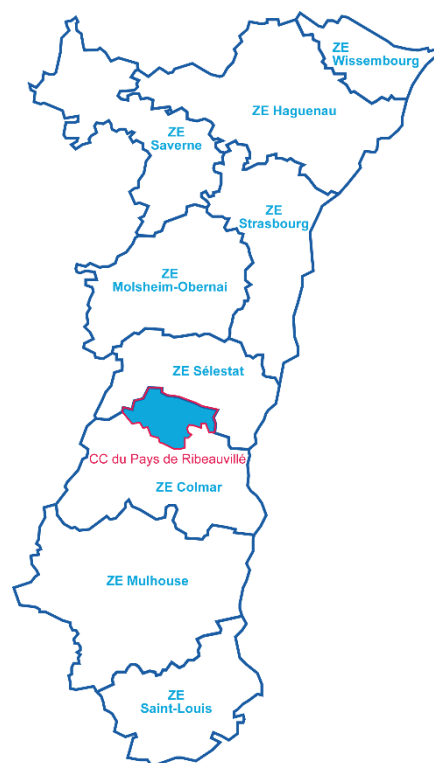 ZE
Wissembourg
ZE Haguenau
ZE
Saverne
ZE
Strasbourg
ZE
Molsheim-Obernai
ZE Sélestat
CC du Pays de Ribeauvillé
ZE Colmar
ZE Mulhouse
ZE
Saint-Louis